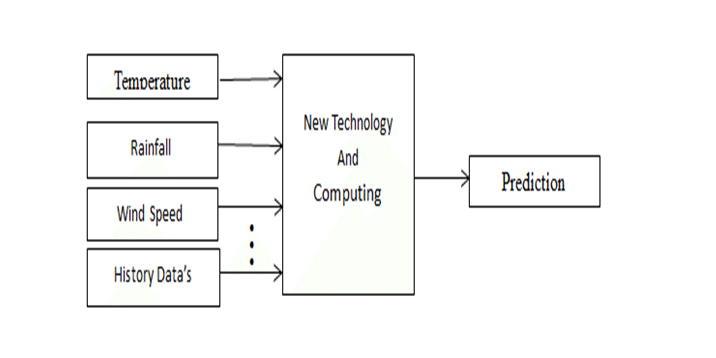 Temperature
Rainfall
Wind Speed
History Data's
New Technology
And
Computing
Prediction